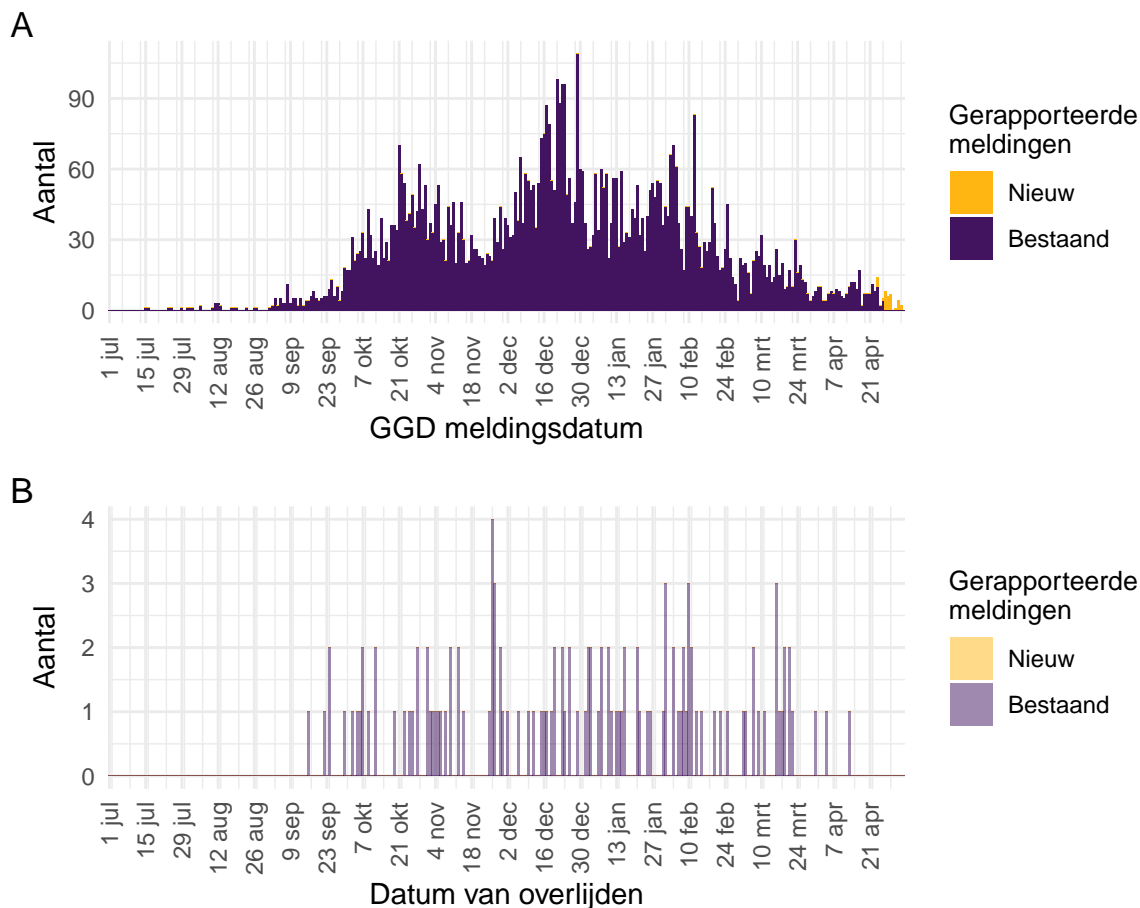 A
90
60
30
0
Aantal
1 jul
15 jul
29 jul
12 aug
26 aug
9 sep
23 sep
7 okt
21 okt
4 nov
18 nov
2 dec
16 dec
30 dec
13 jan
27 jan
10 feb
24 feb
10 mrt
24 mrt
7 apr
21 apr
GGD meldingsdatum
Gerapporteerde
meldingen
Nieuw
Bestaand
B
4
3
2
1
0
Aantal
1 jul
15 jul
29 jul
12 aug
26 aug
9 sep
23 sep
7 okt
21 okt
4 nov
18 nov
2 dec
16 dec
30 dec
13 jan
27 jan
10 feb
24 feb
10 mrt
24 mrt
7 apr
21 apr
Datum van overlijden
Gerapporteerde
meldingen
Nieuw
Bestaand